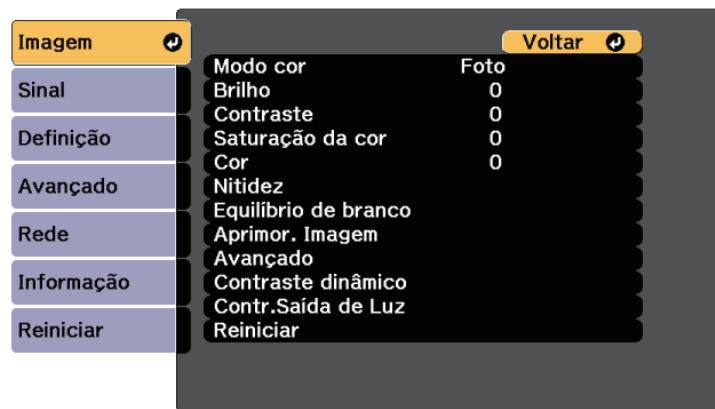 Imagem
Sinal
Definição
Avançado
Rede
Informação
Reiniciar
Voltar
Modo cor Foto
Brilho 0
Contraste 0
Saturação da cor 0
Cor 0
Nitidez
Equilíbrio de branco
Aprimor. Imagem
Avançado
Contraste dinâmico
Contr.Saída de Luz
Reiniciar